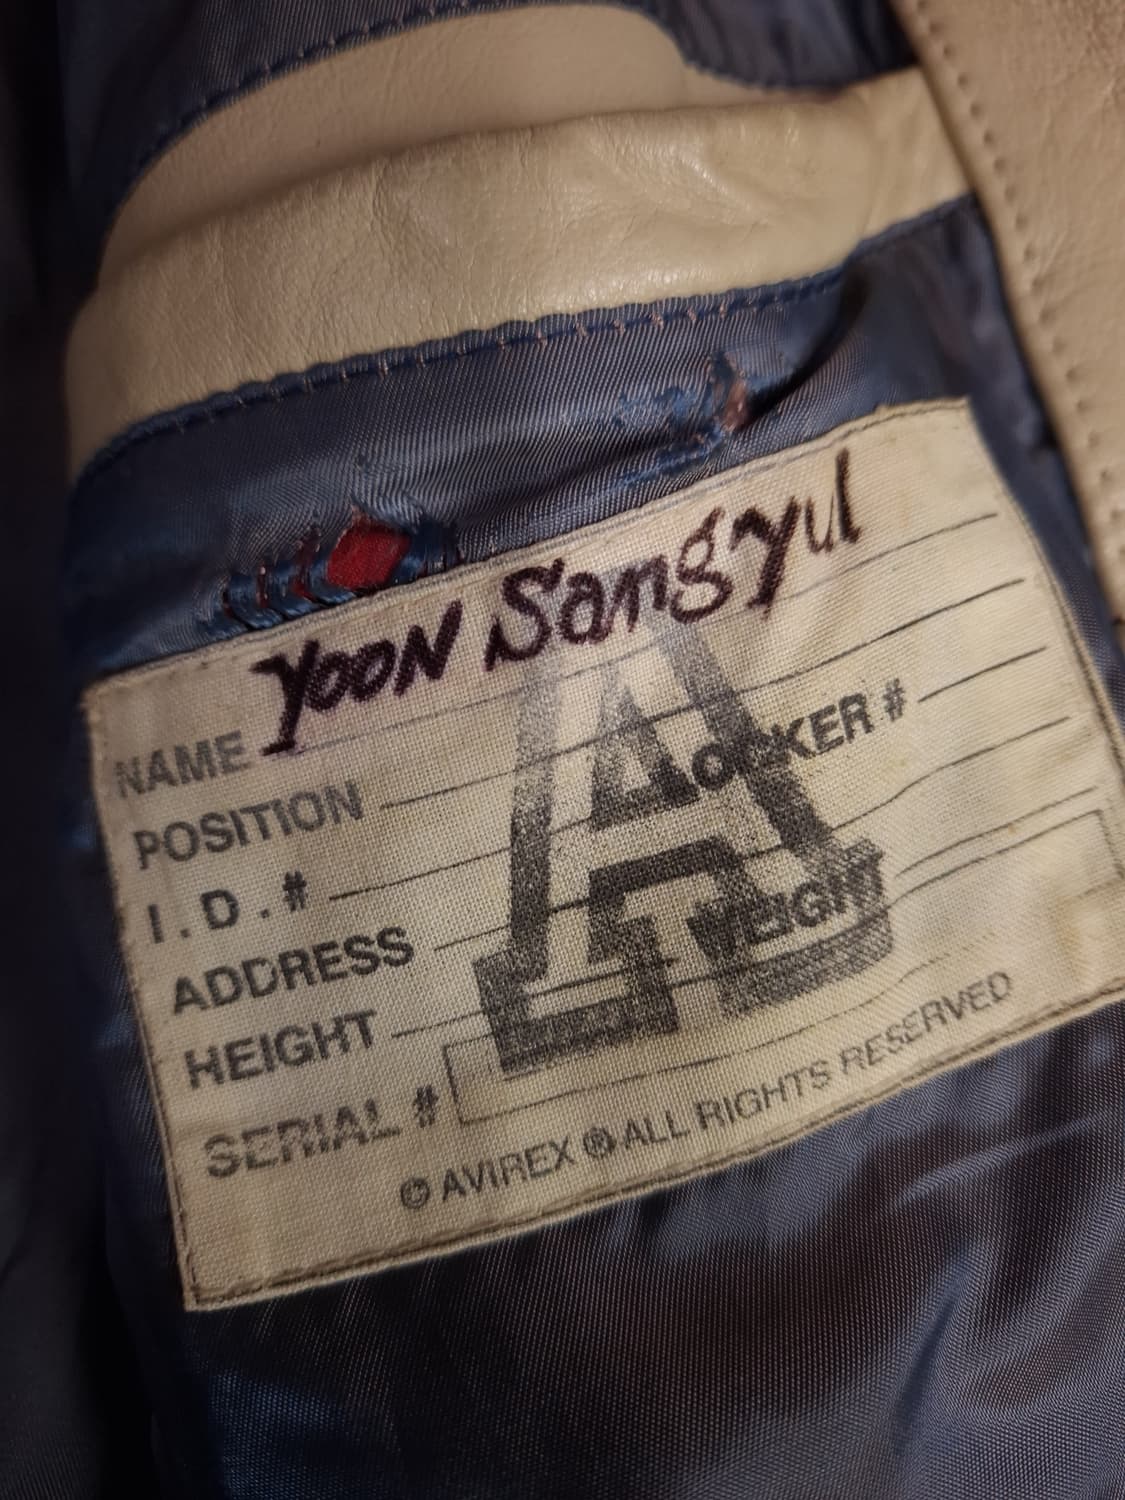 NAME Yoon Sangyul
POSITION LOCKER #
I.D.#
ADDRESS
HEIGHT WEIGHT
SERIAL #
© AVIREX ® ALL RIGHTS RESERVED